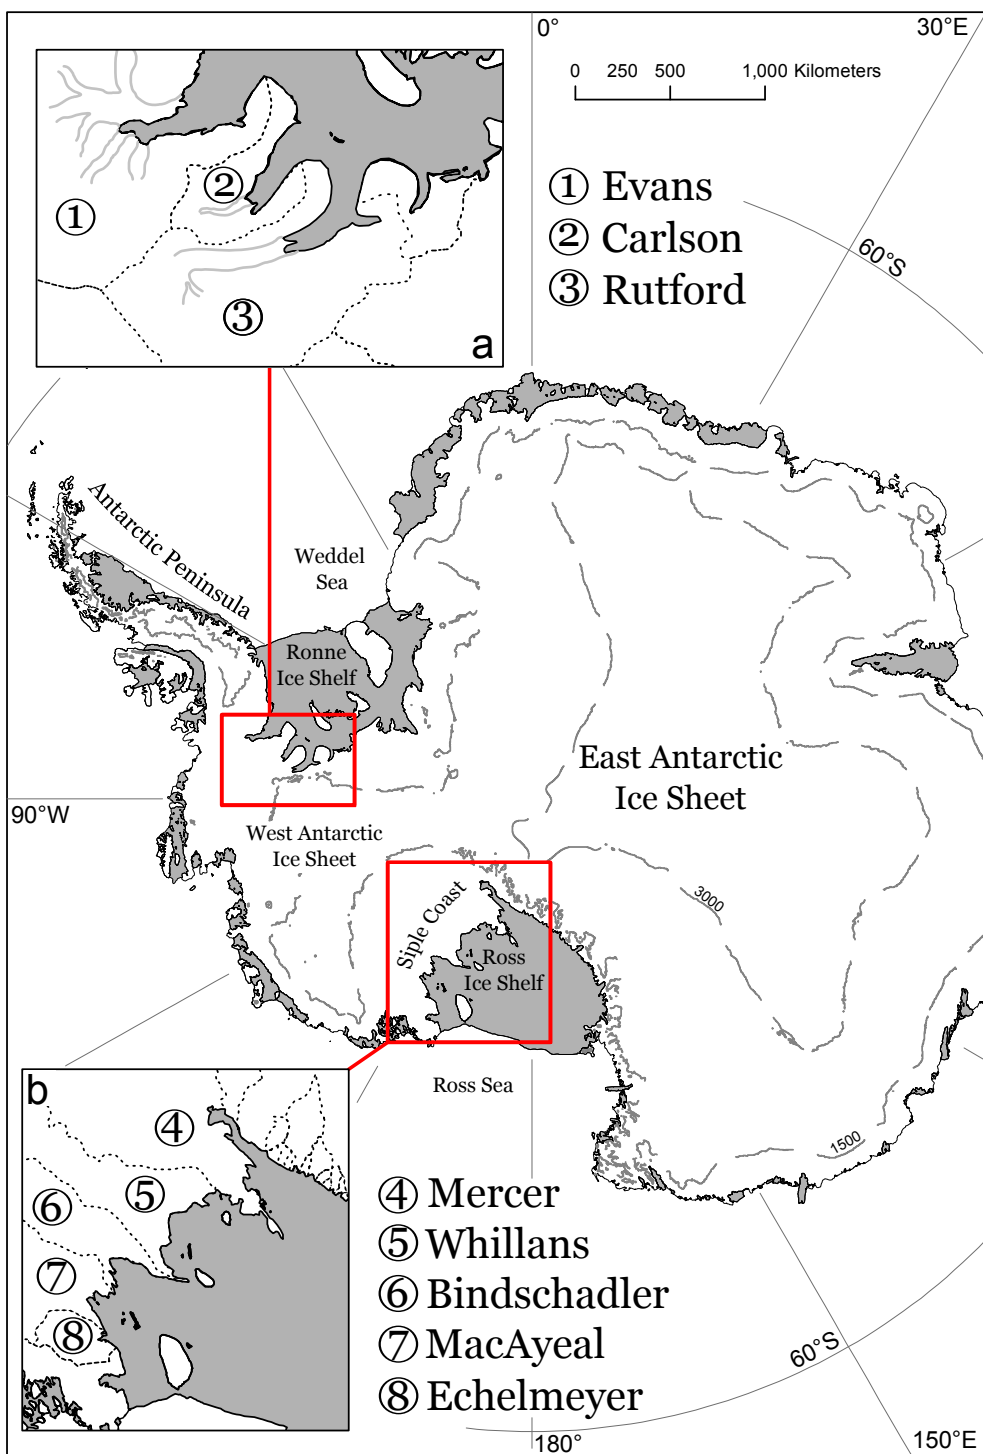 0°
30°E
0 250 500 1,000 Kilometers
① Evans
② Carlson
③ Rutford
60°S
①
②
③
a
Antarctic Peninsula
Weddel
Sea
Ronne
Ice Shelf
East Antarctic
Ice Sheet
90°W
West Antarctic
Ice Sheet
3000
Siple Coast
Ross
Ice Shelf
Ross Sea
b
④
⑤
⑥
⑦
⑧
1500
④ Mercer
⑤ Whillans
⑥ Bindschadler
⑦ MacAyeal
⑧ Echelmeyer
60°S
180°
150°E